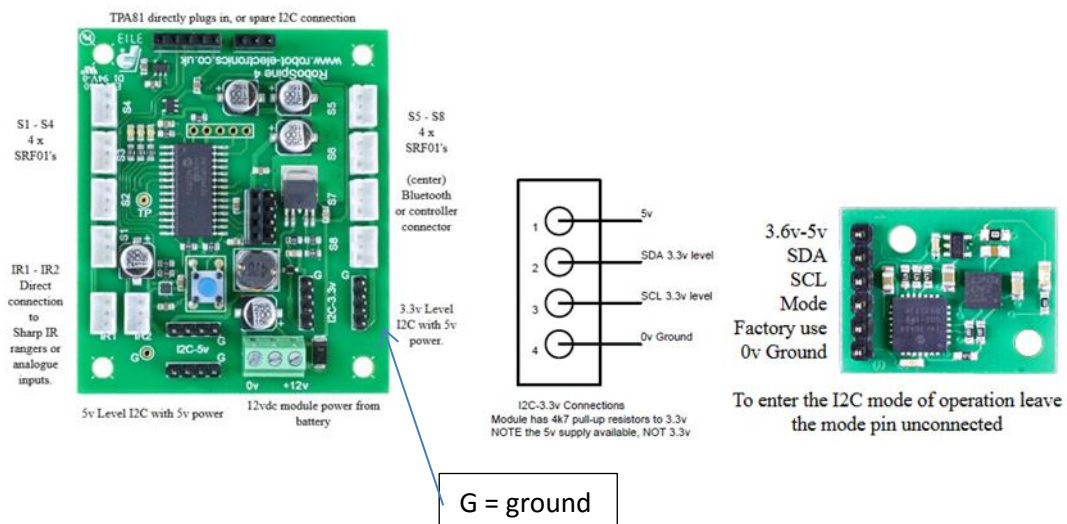 TPA81 directly plugs in, or spare I2C connection
www.robot-electronics.co.uk
RoboSpine 4
S1 - S4
4 x
SRF01's
S4
S3
S2
S1
TP
S5 - S8
4 x
SRF01's
S5
S6
S7
S8
(center)
Bluetooth
or controller
connector
IR1 - IR2
Direct
connection
to
Sharp IR
rangers or
analogue
inputs.
IR1
IR2
G
I2C-5v
G
G
G
I2C-3.3v
G
0v
+12v
3.3v Level
I2C with 5v
power.
5v Level I2C with 5v power
12vdc module power from
battery
1
5v
2
SDA 3.3v level
3
SCL 3.3v level
4
0v Ground
I2C-3.3v Connections
Module has 4k7 pull-up resistors to 3.3v
NOTE the 5v supply available, NOT 3.3v
3.6v-5v
SDA
SCL
Mode
Factory use
0v Ground
To enter the I2C mode of operation leave
the mode pin unconnected
G = ground